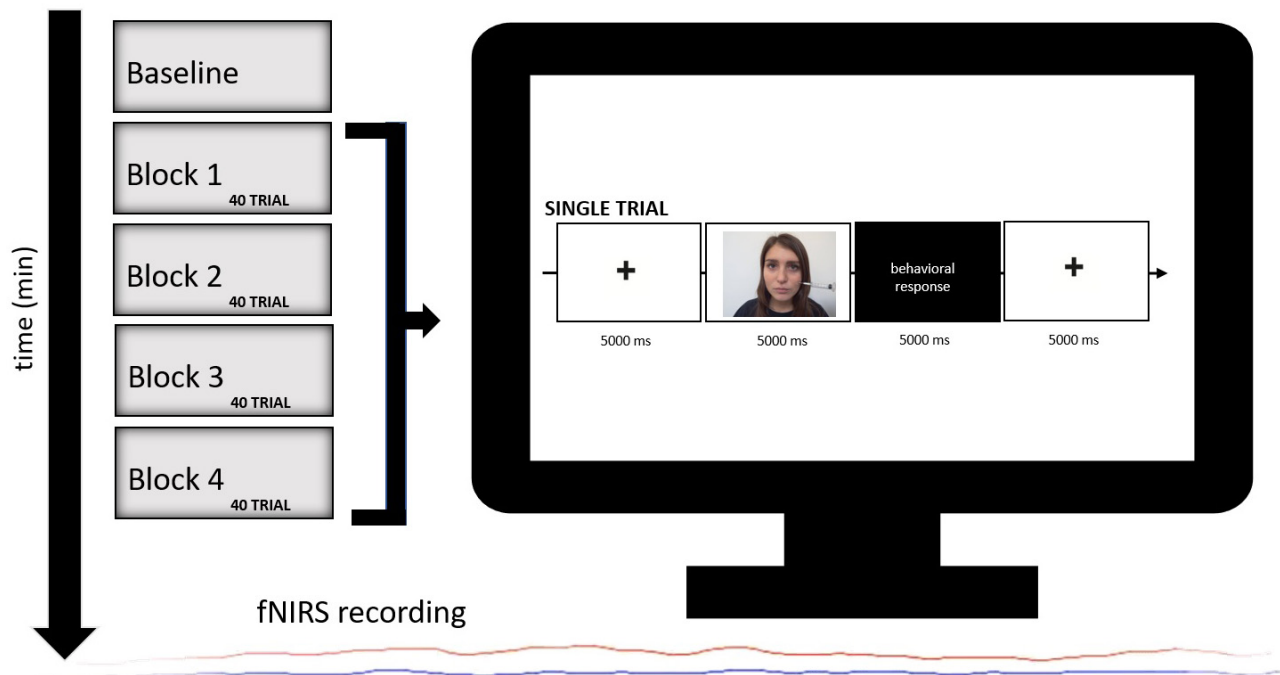 Baseline
Block 1
40 TRIAL
Block 2
40 TRIAL
Block 3
40 TRIAL
Block 4
40 TRIAL
time (min)
SINGLE TRIAL
+
behavioral
response
+
5000 ms
5000 ms
5000 ms
5000 ms
fNIRS recording